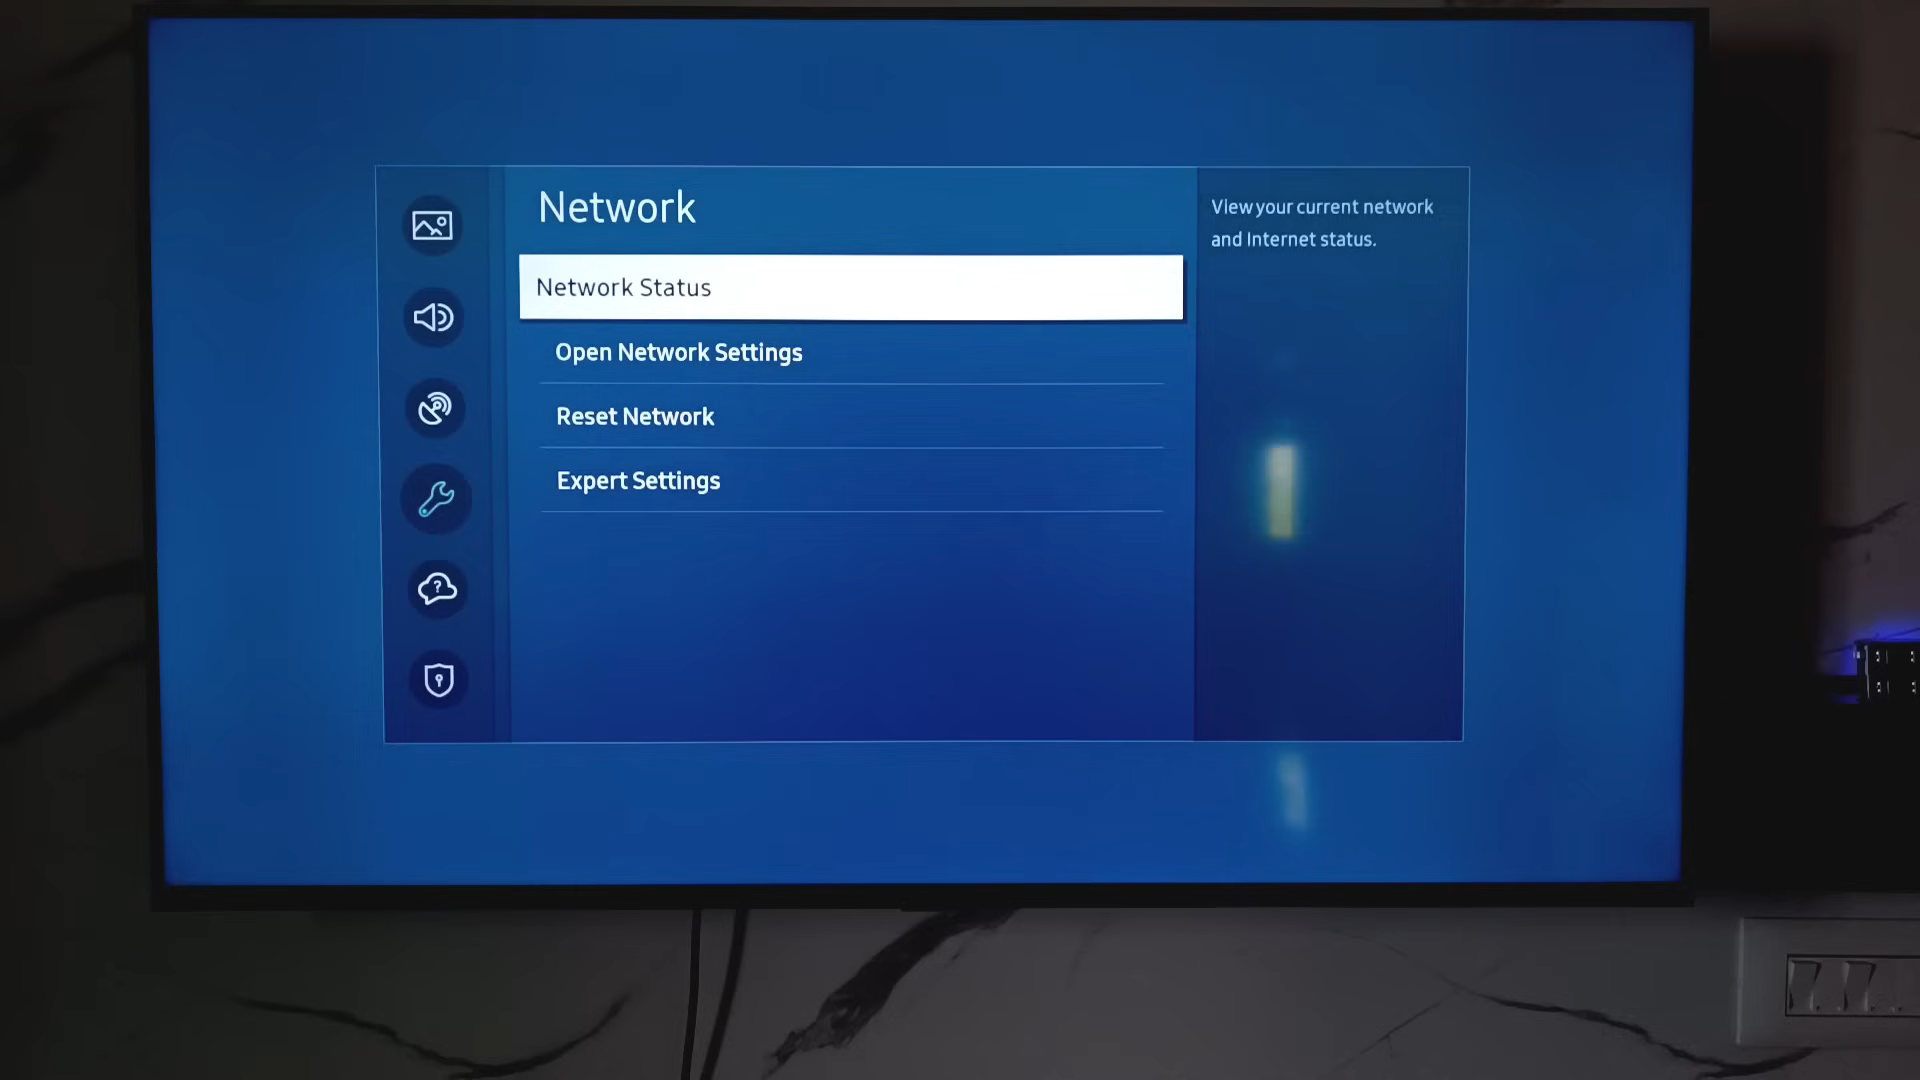 Network
Network Status
Open Network Settings
Reset Network
Expert Settings
View your current network
and Internet status.